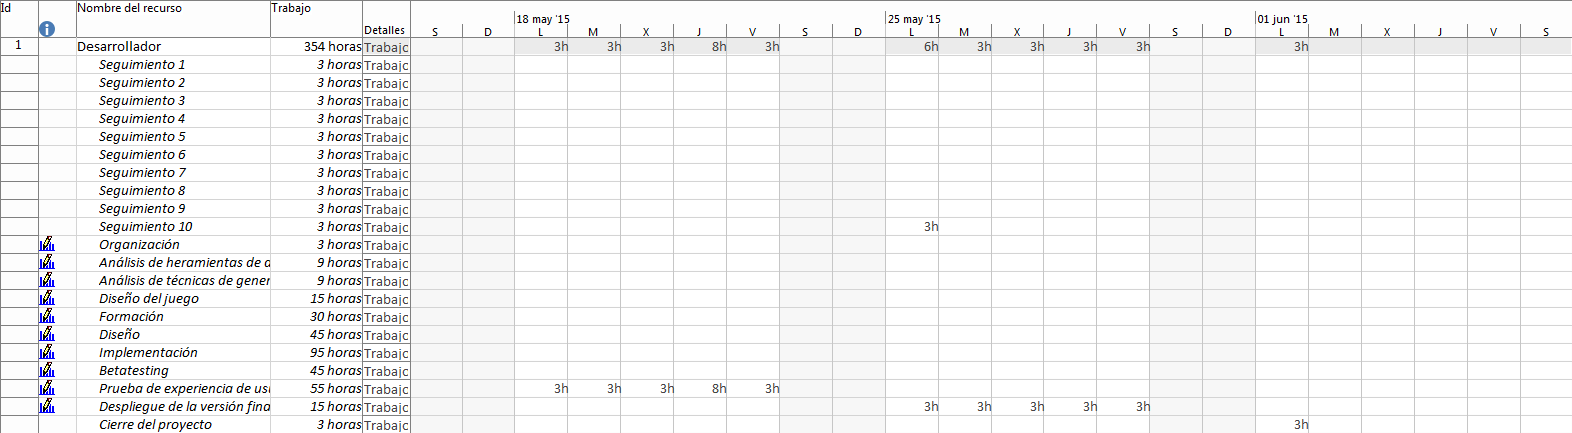 Id Nombre del recurso Trabajo Detalles 18 may '15 25 may '15 01 jun '15
S D L M X J V S D L M X J V S D L M X J V S
1 Desarrollador 354 horas Trabajc 3h 3h 3h 8h 3h 6h 3h 3h 3h 3h 3h
Seguimiento 1 3 horas Trabajc
Seguimiento 2 3 horas Trabajc
Seguimiento 3 3 horas Trabajc
Seguimiento 4 3 horas Trabajc
Seguimiento 5 3 horas Trabajc
Seguimiento 6 3 horas Trabajc
Seguimiento 7 3 horas Trabajc
Seguimiento 8 3 horas Trabajc
Seguimiento 9 3 horas Trabajc
Seguimiento 10 3 horas Trabajc 3h
Organización 3 horas Trabajc
Análisis de heramientas de d 9 horas Trabajc
Análisis de técnicas de gener 9 horas Trabajc
Diseño del juego 15 horas Trabajc
Formación 30 horas Trabajc
Diseño 45 horas Trabajc
Implementación 95 horas Trabajc
Betatesting 45 horas Trabajc
Prueba de experiencia de usu 55 horas Trabajc 3h 3h 3h 8h 3h
Despliegue de la versión fina 15 horas Trabajc 3h 3h 3h 3h 3h
Cierre del proyecto 3 horas Trabajc 3h